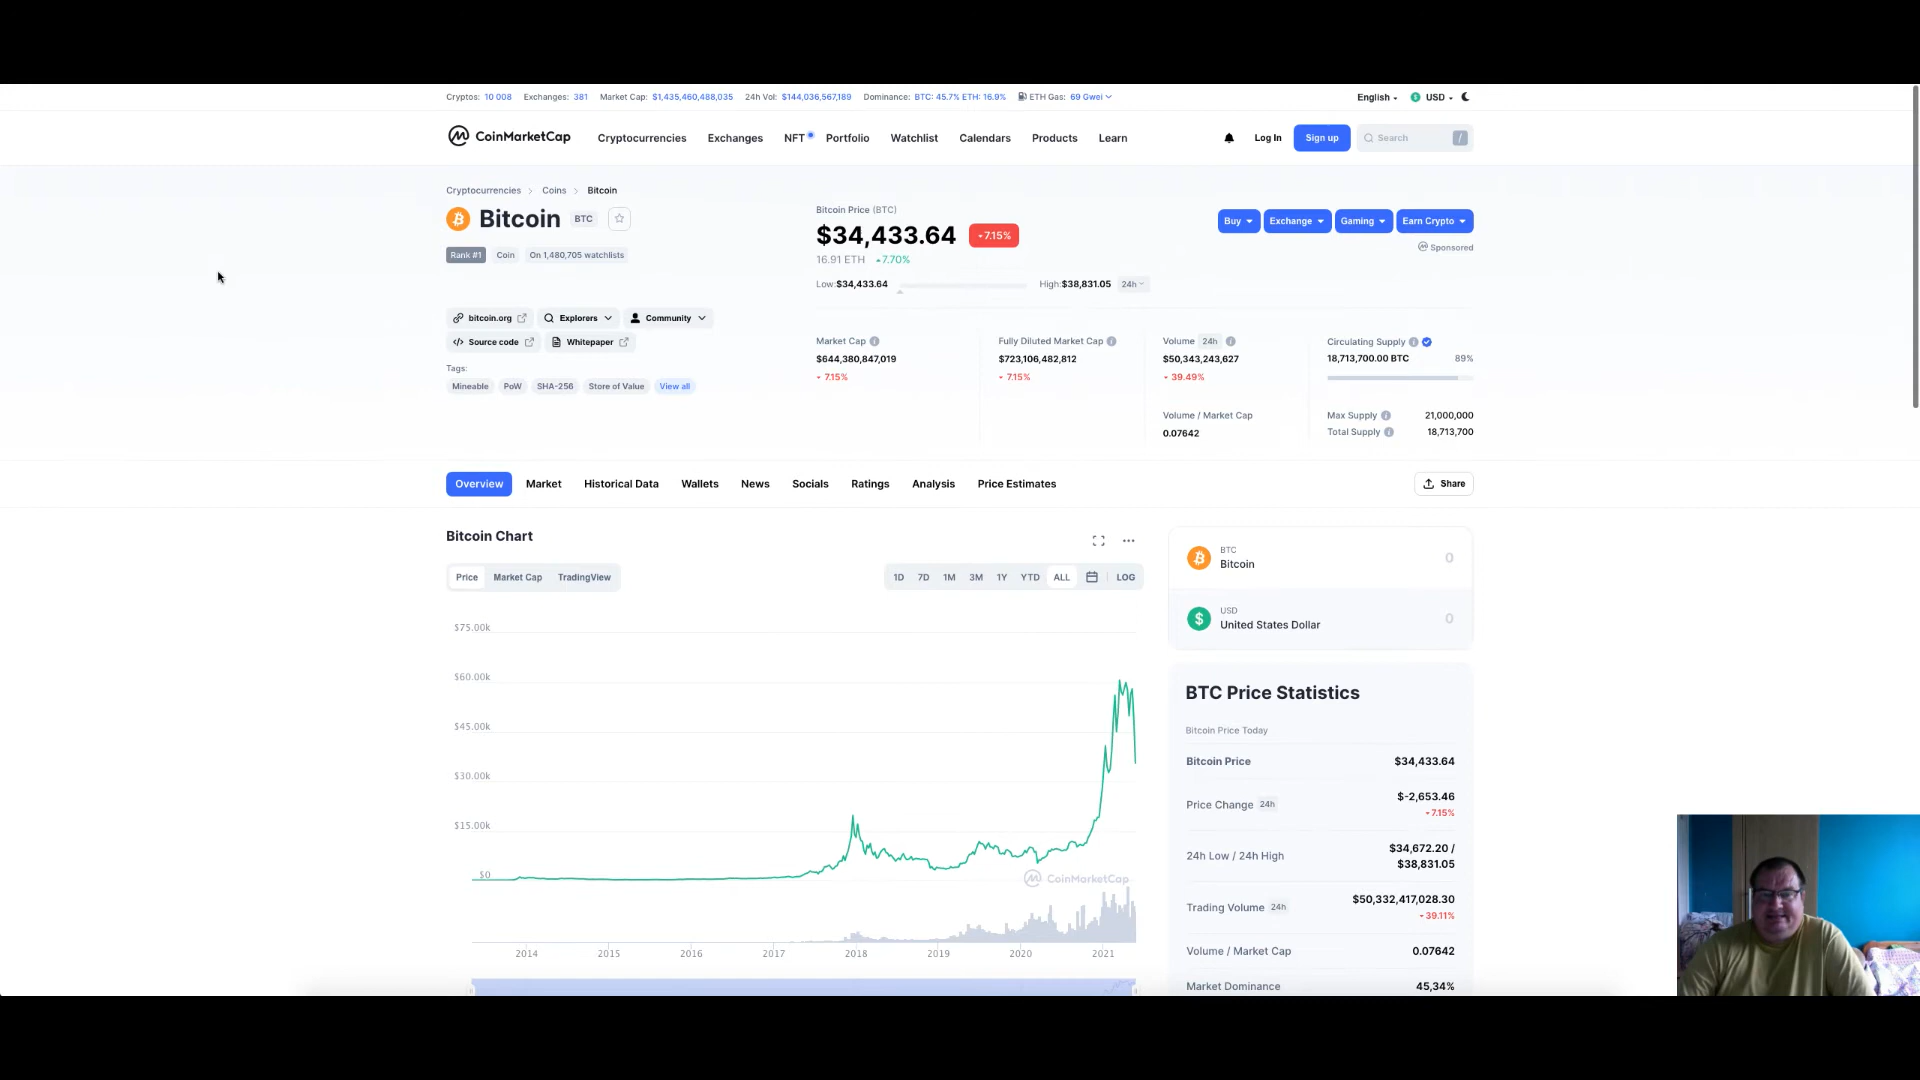 Cryptos: 10 008 Exchanges: 381 Market Cap: $1,435,460,488,035 24h Vol: $144,036,567,189 Dominance: BTC: 45.7% ETH: 16.9% ETH Gas: 69 Gwei English USD
CoinMarketCap Cryptocurrencies Exchanges NFT Portfolio Watchlist Calendars Products Learn Log In Sign up Search /
Cryptocurrencies Coins Bitcoin
Bitcoin BTC
Rank #1 Coin On 1,480,705 watchlists
bitcoin.org Explorers Community
Source code Whitepaper
Tags:
Mineable PoW SHA-256 Store of Value View all
Bitcoin Price (BTC)
$34,433.64 7.15%
16.91 ETH 7.70%
Low:$34,433.64 High:$38,831.05 24h
Buy Exchange Gaming Earn Crypto
Sponsored
Market Cap
$644,380,847,019
7.15%
Fully Diluted Market Cap
$723,106,482,812
7.15%
Volume 24h
$50,343,243,627
39.49%
Volume / Market Cap
0.07642
Circulating Supply
18,713,700.00 BTC 89%
Max Supply 21,000,000
Total Supply 18,713,700
Overview Market Historical Data Wallets News Socials Ratings Analysis Price Estimates Share
Bitcoin Chart
Price Market Cap TradingView 1D 7D 1M 3M 1Y YTD ALL LOG
$75.00k
$60.00k
$45.00k
$30.00k
$15.00k
$0
CoinMarketCap
2014 2015 2016 2017 2018 2019 2020 2021
BTC
Bitcoin 0
USD
United States Dollar 0
BTC Price Statistics
Bitcoin Price Today
Bitcoin Price $34,433.64
Price Change 24h $-2,653.46
7.15%
24h Low / 24h High $34,672.20 /
$38,831.05
Trading Volume 24h $50,332,417,028.30
39.11%
Volume / Market Cap 0.07642
Market Dominance 45,34%